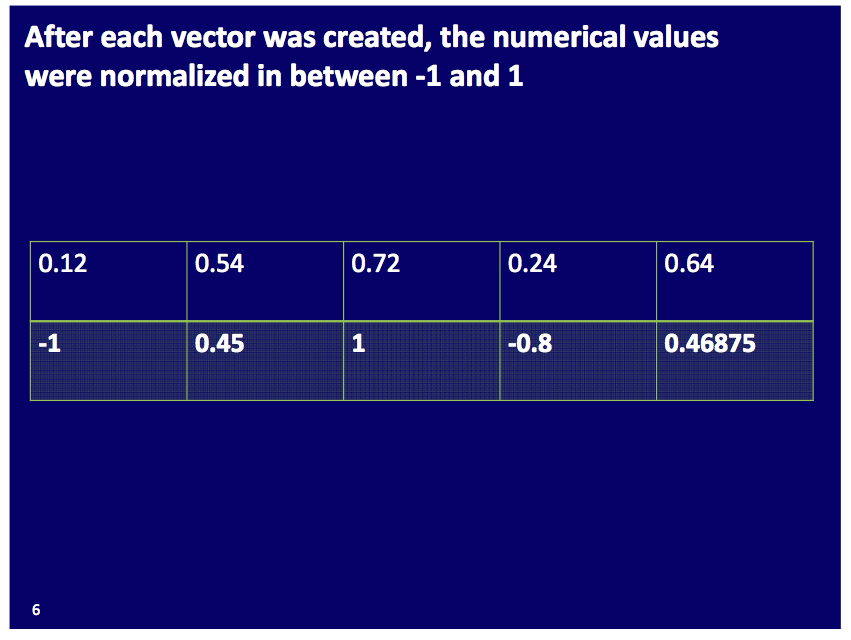 After each vector was created, the numerical values
were normalized in between -1 and 1
0.12 0.54 0.72 0.24 0.64
-1 0.45 1 -0.8 0.46875
6